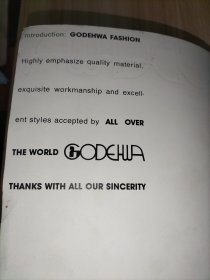 Introduction: GODEHWA FASHION
Highly emphasize quality material,
exquisite workmanship and excell-
ent styles accepted by ALL OVER
THE WORLD GODEHWA
THANKS WITH ALL OUR SINCERITY